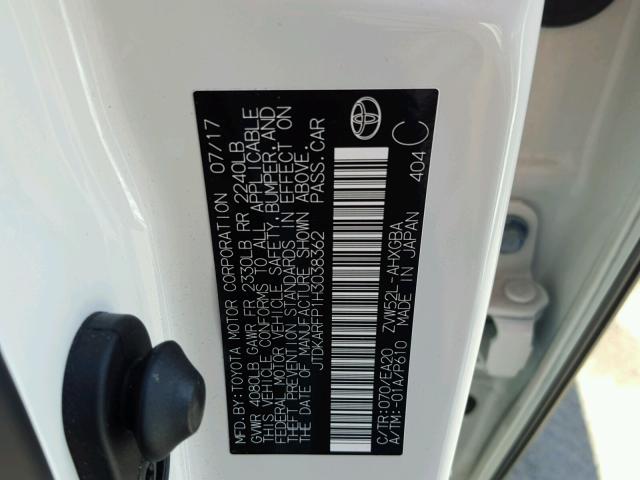 MFD.BY:TOYOTA MOTOR CORPORATION 07/17
GVWR 4080LB GAWR FR 2330LB RR 2240LB
THIS VEHICLE CONFORMS TO ALL APPLICABLE
FEDERAL MOTOR VEHICLE SAFETY, BUMPER, AND
THEFT PREVENTION STANDARDS IN EFFECT ON
THE DATE OF MANUFACTURE SHOWN ABOVE.
JTDKARFP1H3038362 PASS.CAR
C/TR:070/EA20 ZVW52L-AHXGBA
A/TM:-01A/P610 MADE IN JAPAN 404 C